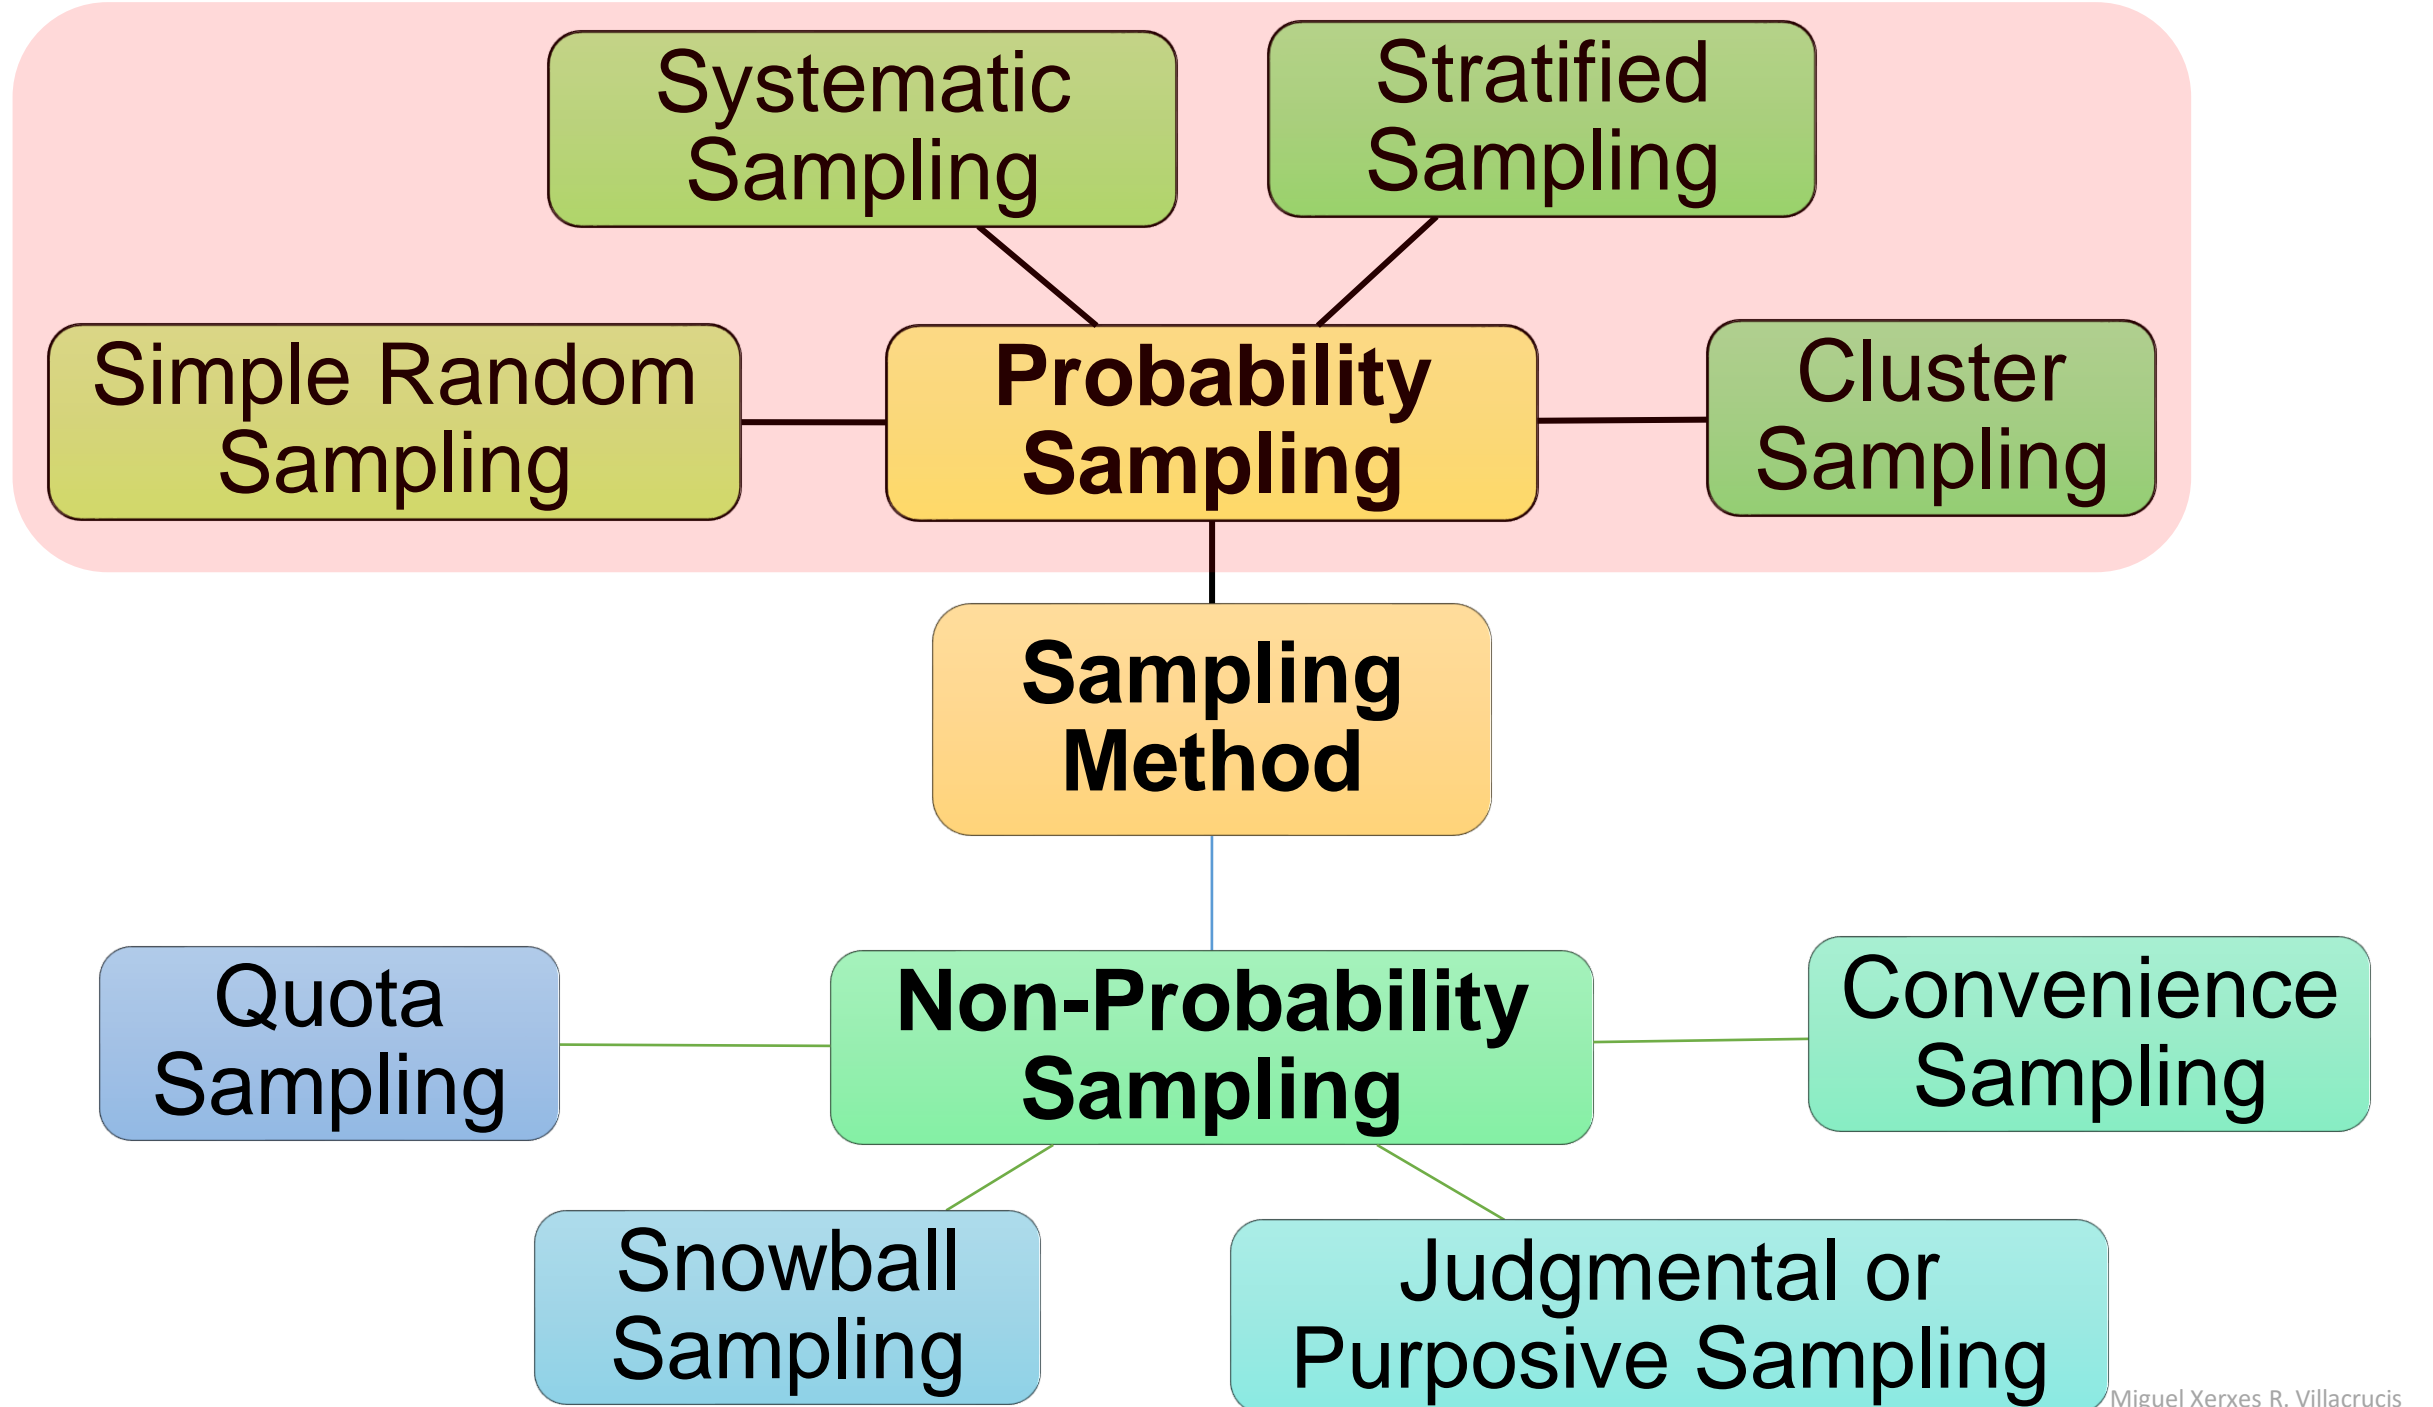 Systematic
Sampling
Stratified
Sampling
Simple Random
Sampling
Probability
Sampling
Cluster
Sampling
Sampling
Method
Quota
Sampling
Non-Probability
Sampling
Convenience
Sampling
Snowball
Sampling
Judgmental or
Purposive Sampling
Miguel Xerxes R. Villacrucis